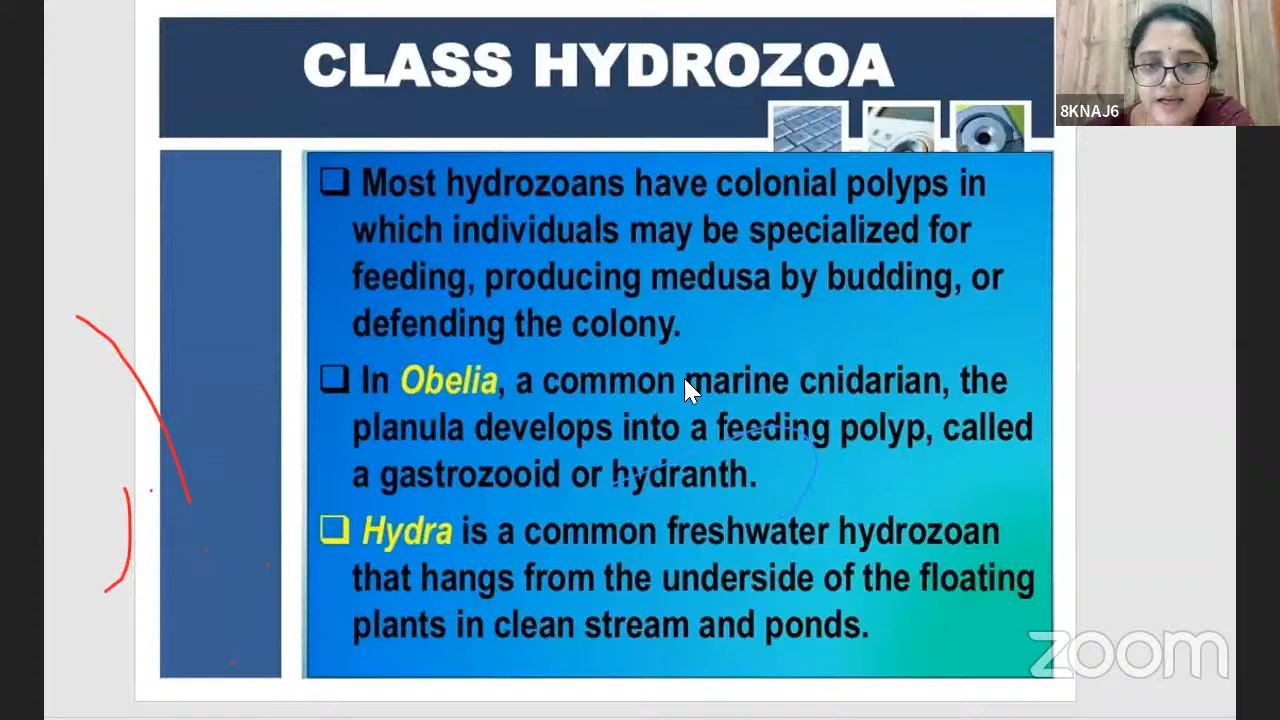 CLASS HYDROZOA
8KNAJ6
❑ Most hydrozoans have colonial polyps in
which individuals may be specialized for
feeding, producing medusa by budding, or
defending the colony.
❑ In Obelia, a common marine cnidarian, the
planula develops into a feeding polyp, called
a gastrozooid or hydranth.
❑ Hydra is a common freshwater hydrozoan
that hangs from the underside of the floating
plants in clean stream and ponds.
zoom